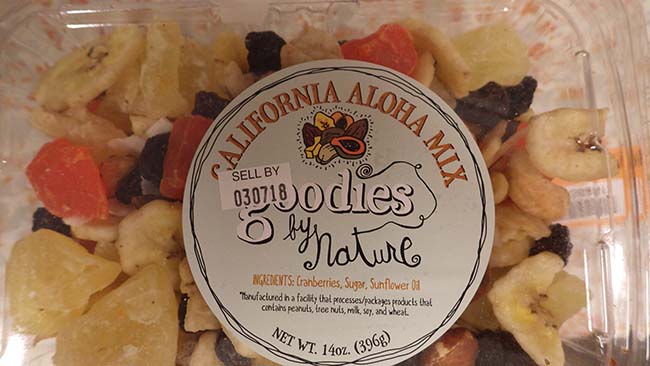 CALIFORNIA ALOHA MIX
SELL BY
030718
goodies
by Nature
INGREDIENTS: Cranberries, Sugar, Sunflower Oil
*Manufactured in a facility that processes/packages products that
contains peanuts, tree nuts, milk, soy, and wheat.
NET WT. 14oz. (396g)